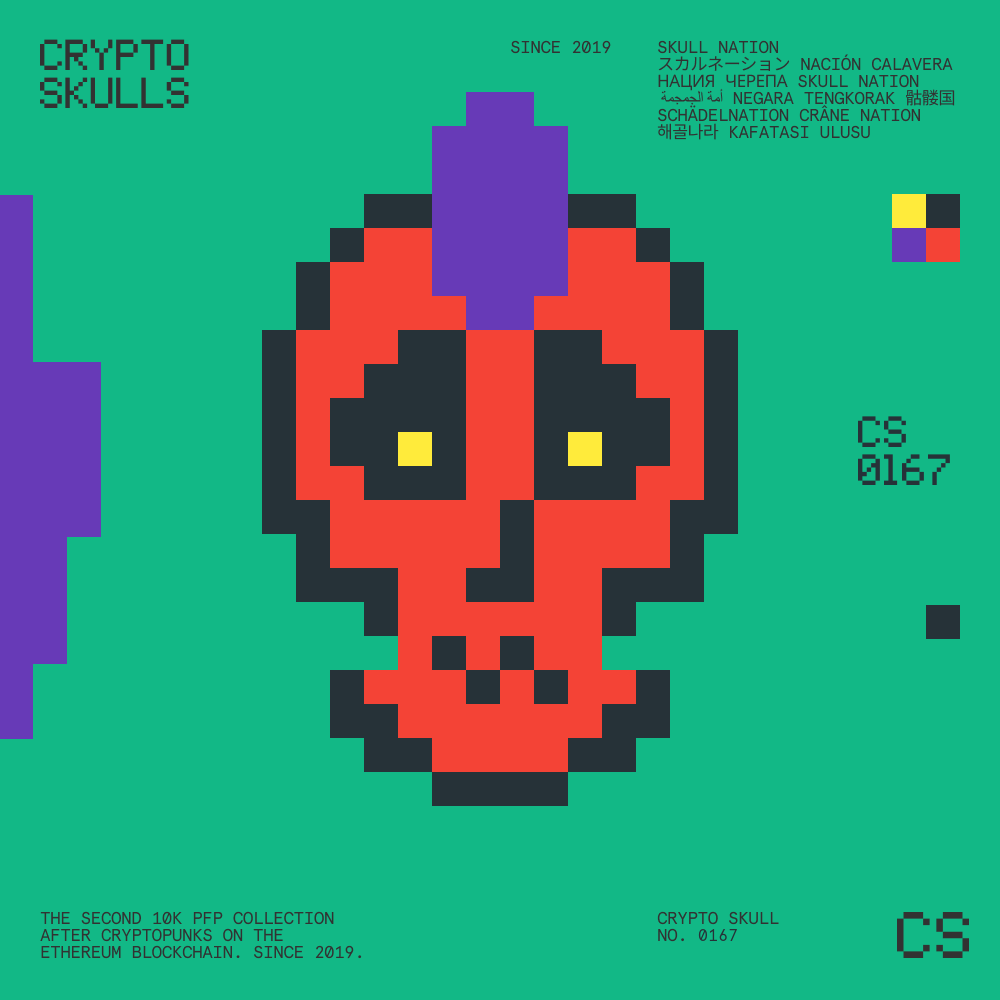 CRYPTO
SKULLS
SINCE 2019
SKULL NATION
スカルネーション NACIÓN CALAVERA
НАЦИЯ ЧЕРЕПА SKULL NATION
أمة الجمجمة NEGARA TENGKORAK 骷髅国
SCHÄDELNATION CRÂNE NATION
해골나라 KAFATASI ULUSU
CS
0167
THE SECOND 10K PFP COLLECTION
AFTER CRYPTOPUNKS ON THE
ETHEREUM BLOCKCHAIN. SINCE 2019.
CRYPTO SKULL
NO. 0167
CS